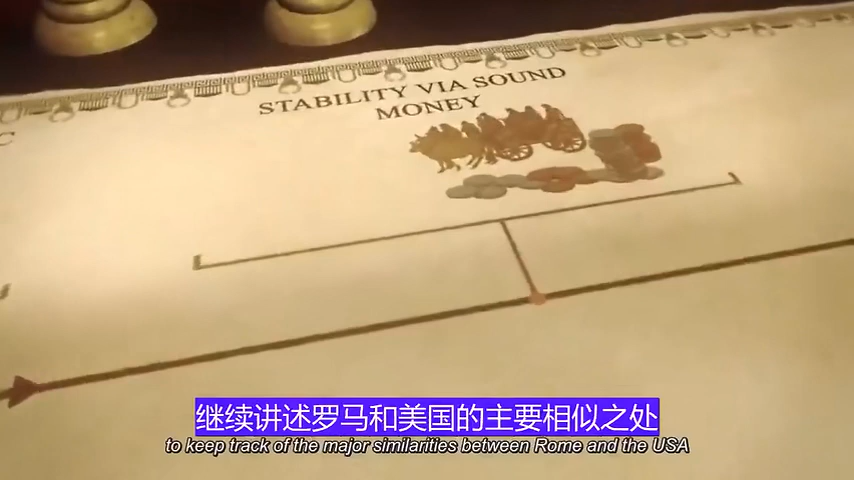 STABILITY VIA SOUND
MONEY
C
继续讲述罗马和美国的主要相似之处
to keep track of the major similarities between Rome and the USA